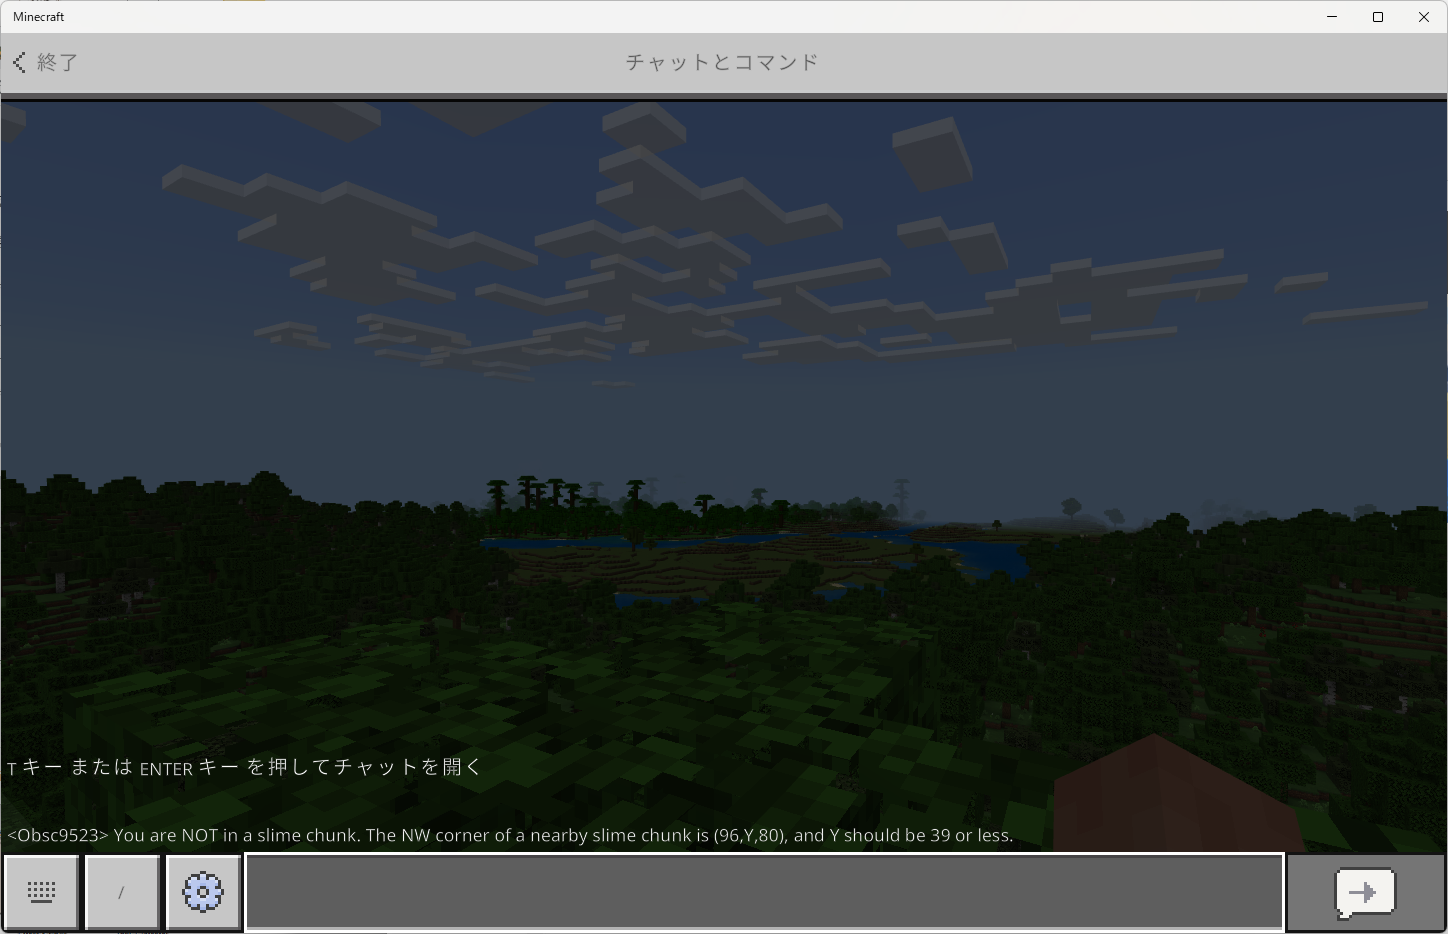 Minecraft
終了
チャットとコマンド
T キー または ENTER キー を押してチャットを開く
<Obsc9523> You are NOT in a slime chunk. The NW corner of a nearby slime chunk is (96,Y,80), and Y should be 39 or less.
/